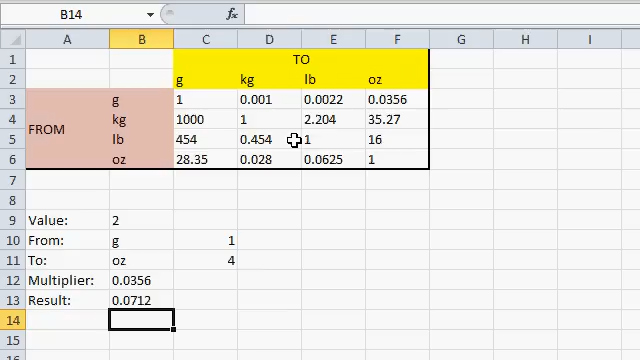 B14 fx
A B C D E F G H I
1 TO
2 g kg lb oz
3 g 1 0.001 0.0022 0.0356
4 kg 1000 1 2.204 35.27
FROM
5 lb 454 0.454 1 16
6 oz 28.35 0.028 0.0625 1
7
8
9 Value: 2
10 From: g 1
11 To: oz 4
12 Multiplier: 0.0356
13 Result: 0.0712
14
15
16